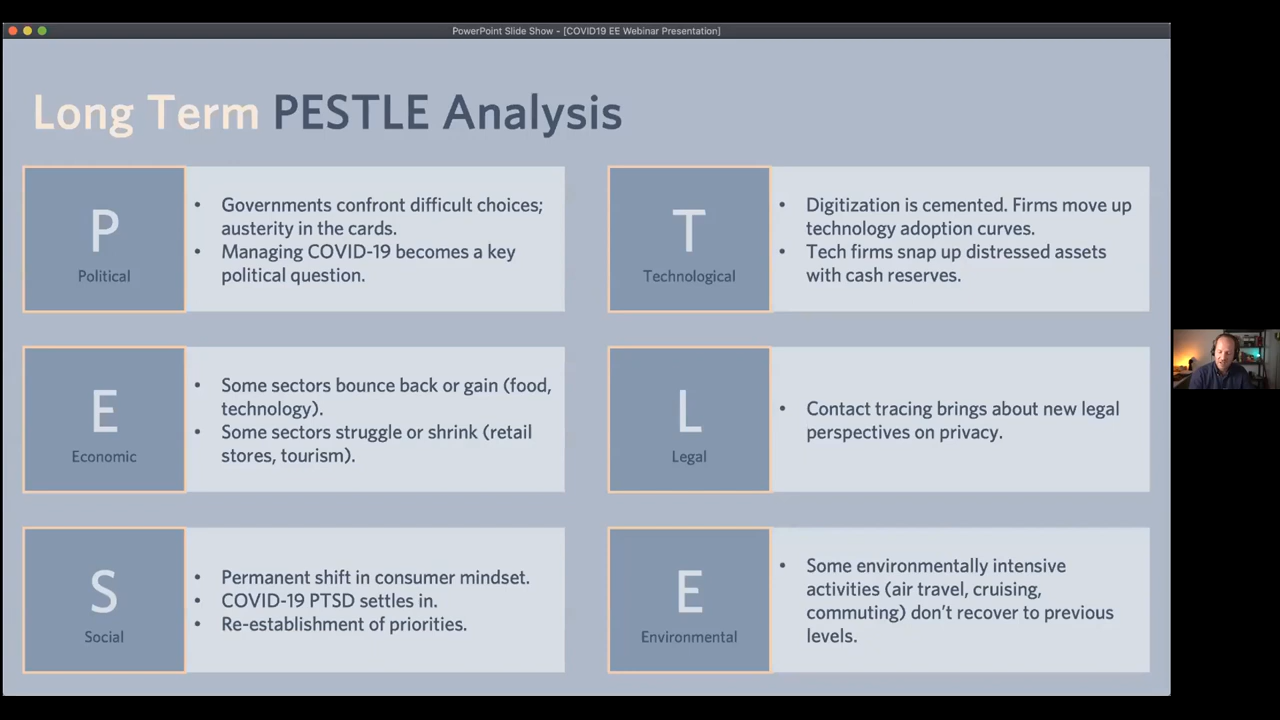 PowerPoint Slide Show - [COVID19 EE Webinar Presentation]
Long Term PESTLE Analysis
P
Political
• Governments confront difficult choices;
austerity in the cards.
• Managing COVID-19 becomes a key
political question.
E
Economic
• Some sectors bounce back or gain (food,
technology).
• Some sectors struggle or shrink (retail
stores, tourism).
S
Social
• Permanent shift in consumer mindset.
• COVID-19 PTSD settles in.
• Re-establishment of priorities.
T
Technological
• Digitization is cemented. Firms move up
technology adoption curves.
• Tech firms snap up distressed assets
with cash reserves.
L
Legal
• Contact tracing brings about new legal
perspectives on privacy.
E
Environmental
• Some environmentally intensive
activities (air travel, cruising,
commuting) don’t recover to previous
levels.